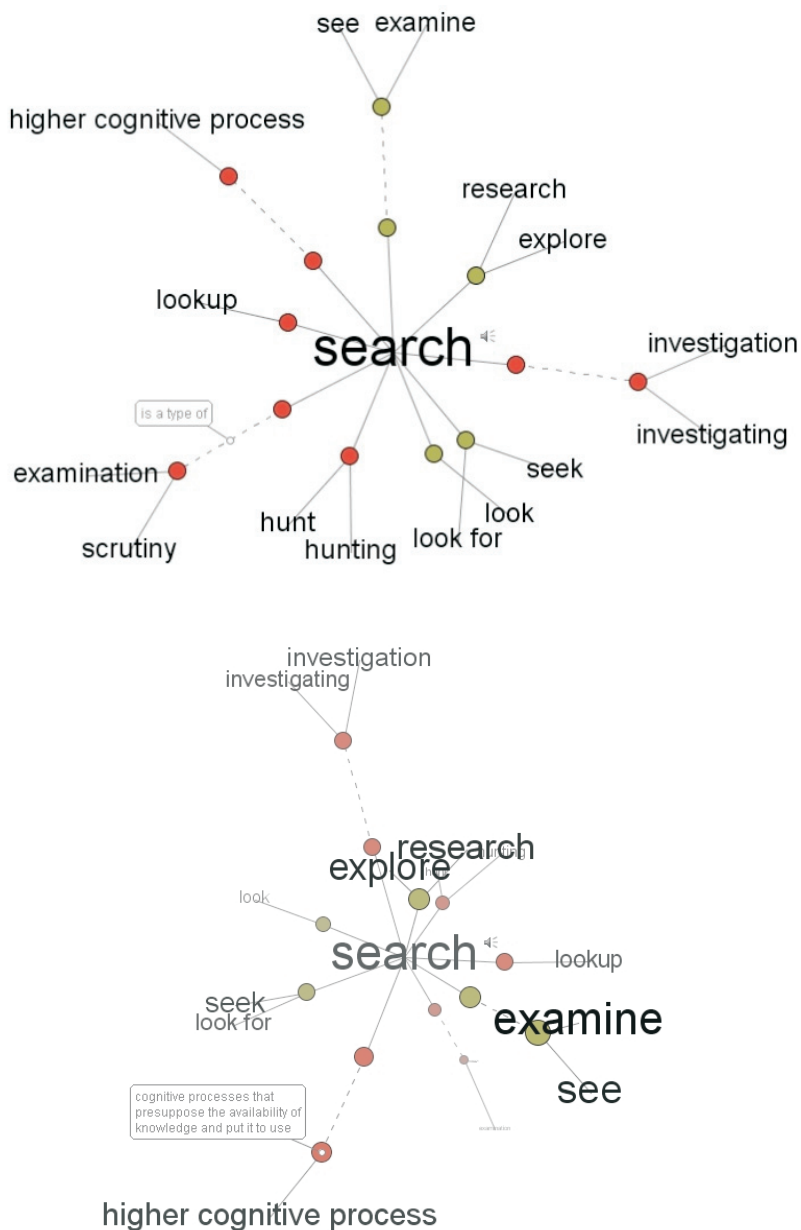 see examine
higher cognitive process
research
explore
lookup
search
investigation
is a type of
investigating
examination
seek
hunt
look
scrutiny
hunting
look for
investigation
investigating
research
explore
hunting
look
search
lookup
seek
look for
examine
see
cognitive processes that
presuppose the availability of
knowledge and put it to use
examination
higher cognitive process